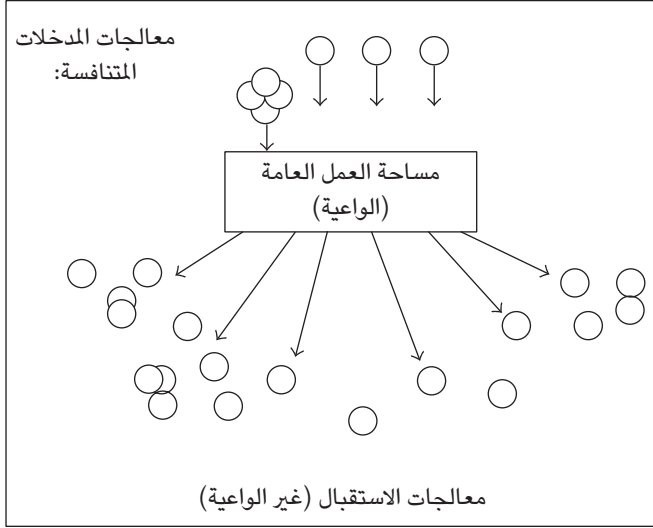 معالجات المدخلات
المتنافسة:
مساحة العمل العامة
(الواعية)
معالجات الاستقبال (غير الواعية)